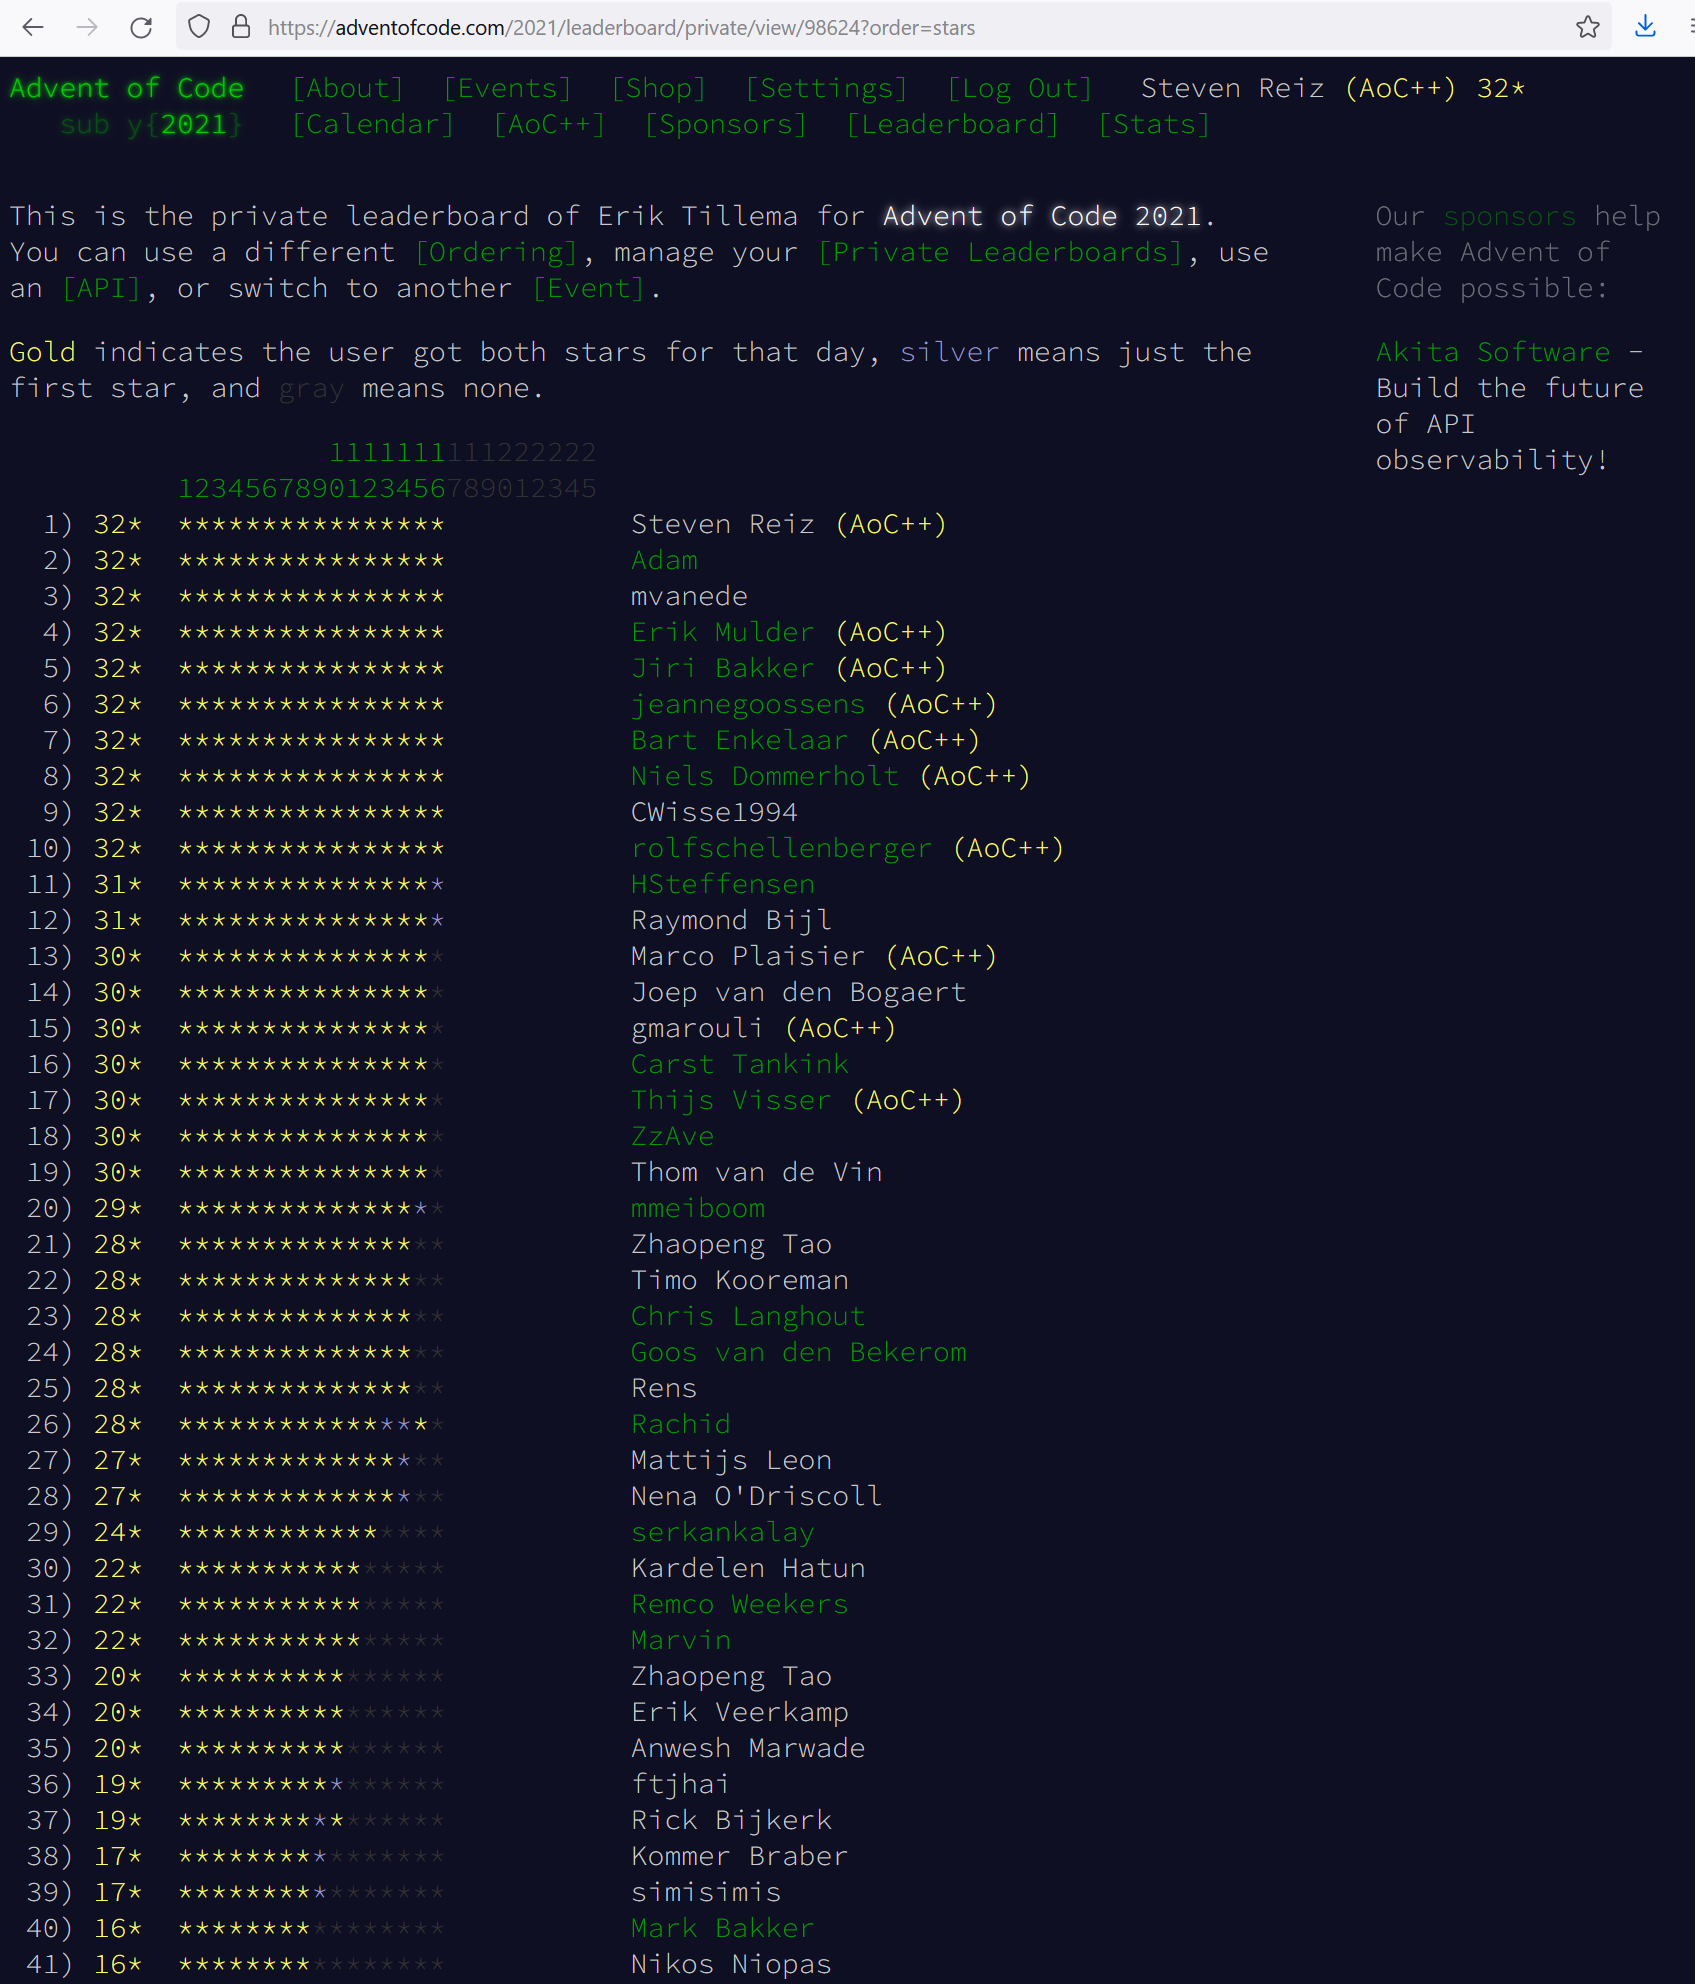 https://adventofcode.com/2021/leaderboard/private/view/98624?order=stars
Advent of Code [About] [Events] [Shop] [Settings] [Log Out] Steven Reiz (AoC++) 32*
sub y{2021} [Calendar] [AoC++] [Sponsors] [Leaderboard] [Stats]
This is the private leaderboard of Erik Tillema for Advent of Code 2021.
You can use a different [Ordering], manage your [Private Leaderboards], use
an [API], or switch to another [Event].
Gold indicates the user got both stars for that day, silver means just the
first star, and gray means none.
Our sponsors help
make Advent of
Code possible:
Akita Software -
Build the future
of API
observability!
1111111111222222
1234567890123456789012345
1) 32* **************** Steven Reiz (AoC++)
2) 32* **************** Adam
3) 32* **************** mvanede
4) 32* **************** Erik Mulder (AoC++)
5) 32* **************** Jiri Bakker (AoC++)
6) 32* **************** jeannegoossens (AoC++)
7) 32* **************** Bart Enkelaar (AoC++)
8) 32* **************** Niels Dommerholt (AoC++)
9) 32* **************** CWisse1994
10) 32* **************** rolfschellenberger (AoC++)
11) 31* **************** HSteffensen
12) 31* **************** Raymond Bijl
13) 30* **************** Marco Plaisier (AoC++)
14) 30* **************** Joep van den Bogaert
15) 30* **************** gmarouli (AoC++)
16) 30* **************** Carst Tankink
17) 30* **************** Thijs Visser (AoC++)
18) 30* **************** ZzAve
19) 30* **************** Thom van de Vin
20) 29* **************** mmeiboom
21) 28* **************** Zhaopeng Tao
22) 28* **************** Timo Kooreman
23) 28* **************** Chris Langhout
24) 28* **************** Goos van den Bekerom
25) 28* **************** Rens
26) 28* **************** Rachid
27) 27* **************** Mattijs Leon
28) 27* **************** Nena O'Driscoll
29) 24* **************** serkankalay
30) 22* **************** Kardelen Hatun
31) 22* **************** Remco Weekers
32) 22* **************** Marvin
33) 20* **************** Zhaopeng Tao
34) 20* **************** Erik Veerkamp
35) 20* **************** Anwesh Marwade
36) 19* **************** ftjhai
37) 19* **************** Rick Bijkerk
38) 17* **************** Kommer Braber
39) 17* **************** simisimis
40) 16* **************** Mark Bakker
41) 16* **************** Nikos Niopas